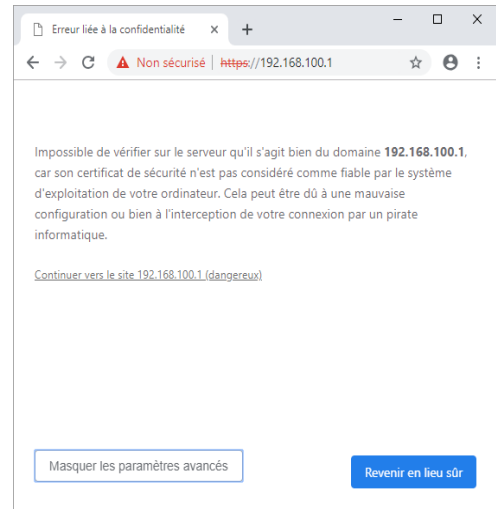 Erreur liée à la confidentialité
Non sécurisé | https://192.168.100.1
Impossible de vérifier sur le serveur qu'il s'agit bien du domaine 192.168.100.1,
car son certificat de sécurité n'est pas considéré comme fiable par le système
d'exploitation de votre ordinateur. Cela peut être dû à une mauvaise
configuration ou bien à l'interception de votre connexion par un pirate
informatique.
Continuer vers le site 192.168.100.1 (dangereux)
Masquer les paramètres avancés
Revenir en lieu sûr